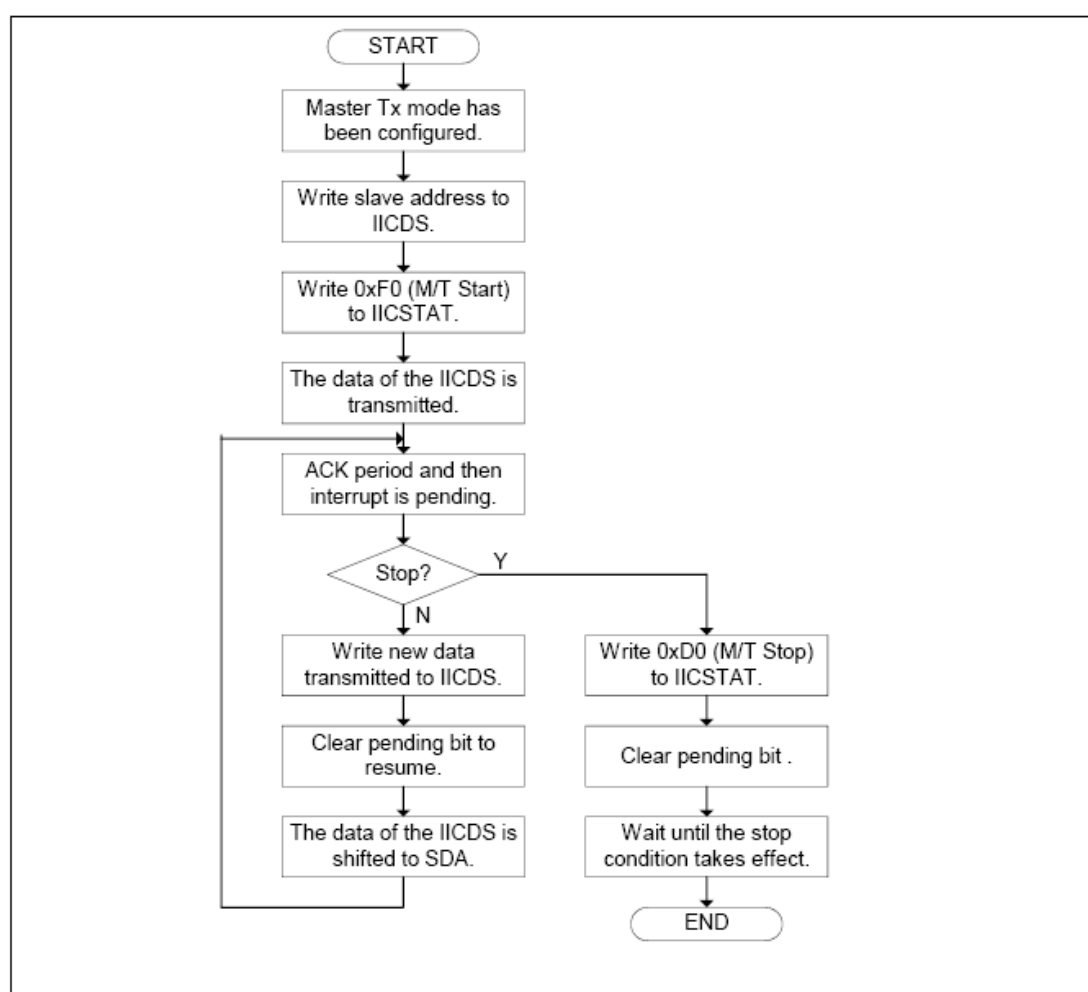 START
Master Tx mode has
been configured.
Write slave address to
IICDS.
Write 0xF0 (M/T Start)
to IICSTAT.
The data of the IICDS is
transmitted.
ACK period and then
interrupt is pending.
Stop?
Y
N
Write new data
transmitted to IICDS.
Clear pending bit to
resume.
The data of the IICDS is
shifted to SDA.
Write 0xD0 (M/T Stop)
to IICSTAT.
Clear pending bit .
Wait until the stop
condition takes effect.
END